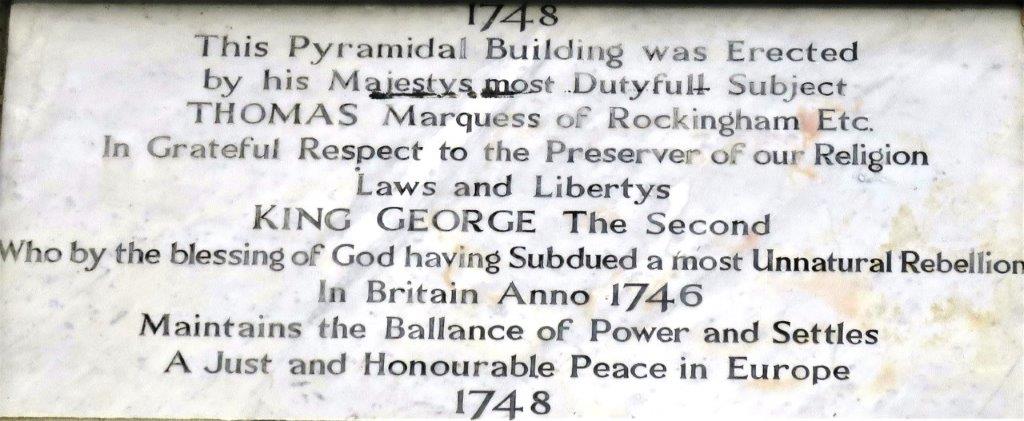 1748
This Pyramidal Building was Erected
by his Majestys most Dutyfull Subject
THOMAS Marquess of Rockingham Etc.
In Grateful Respect to the Preserver of our Religion
Laws and Libertys
KING GEORGE The Second
Who by the blessing of God having Subdued a most Unnatural Rebellion
In Britain Anno 1746
Maintains the Ballance of Power and Settles
A Just and Honourable Peace in Europe
1748